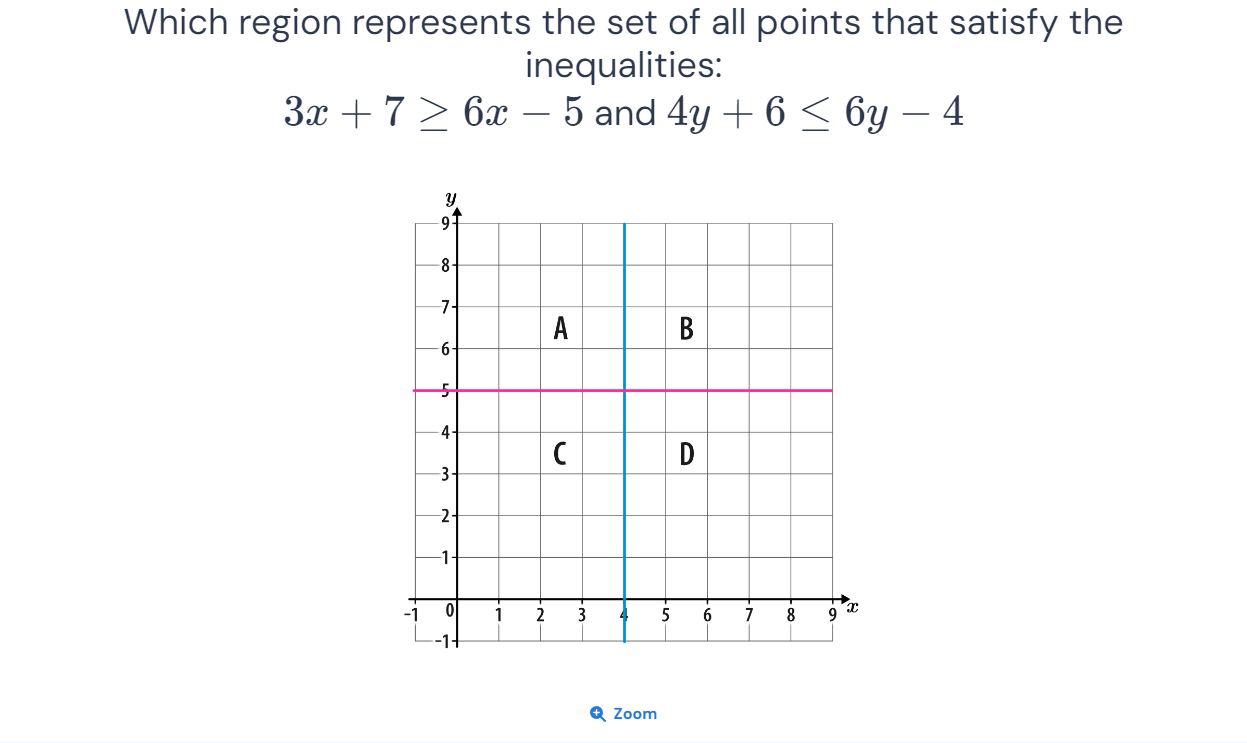 Which region represents the set of all points that satisfy the
inequalities:
3x + 7 ≥ 6x − 5 and 4y + 6 ≤ 6y − 4
y
9
8
7
A B
6
5
4
C D
3
2
1
-1 0 1 2 3 4 5 6 7 8 9 x
-1
Zoom